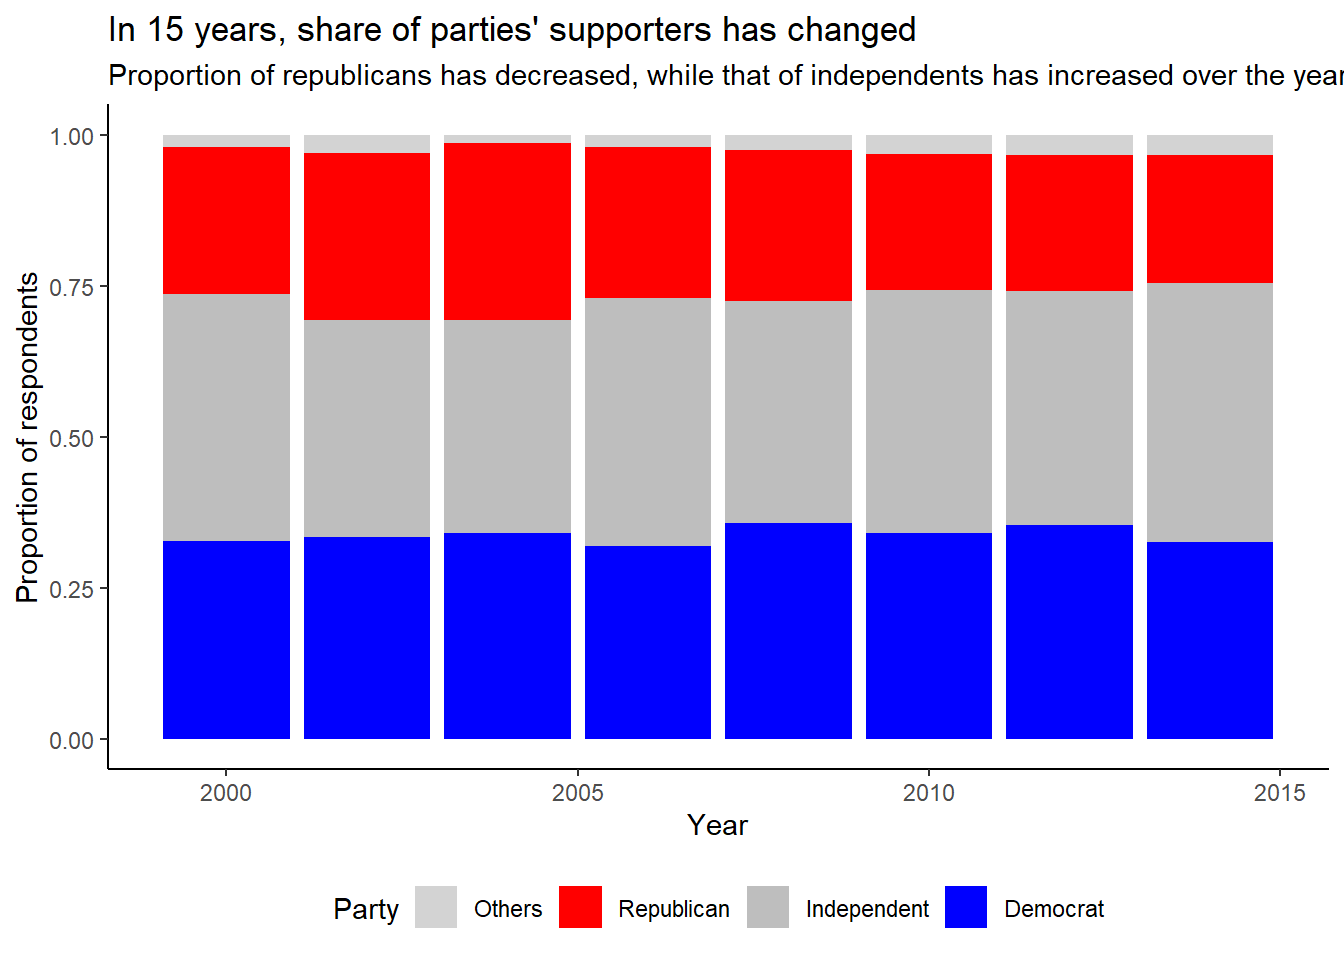 In 15 years, share of parties' supporters has changed
Proportion of republicans has decreased, while that of independents has increased over the year
Proportion of respondents
1.00
0.75
0.50
0.25
0.00
2000 2005 2010 2015
Year
Party Others Republican Independent Democrat